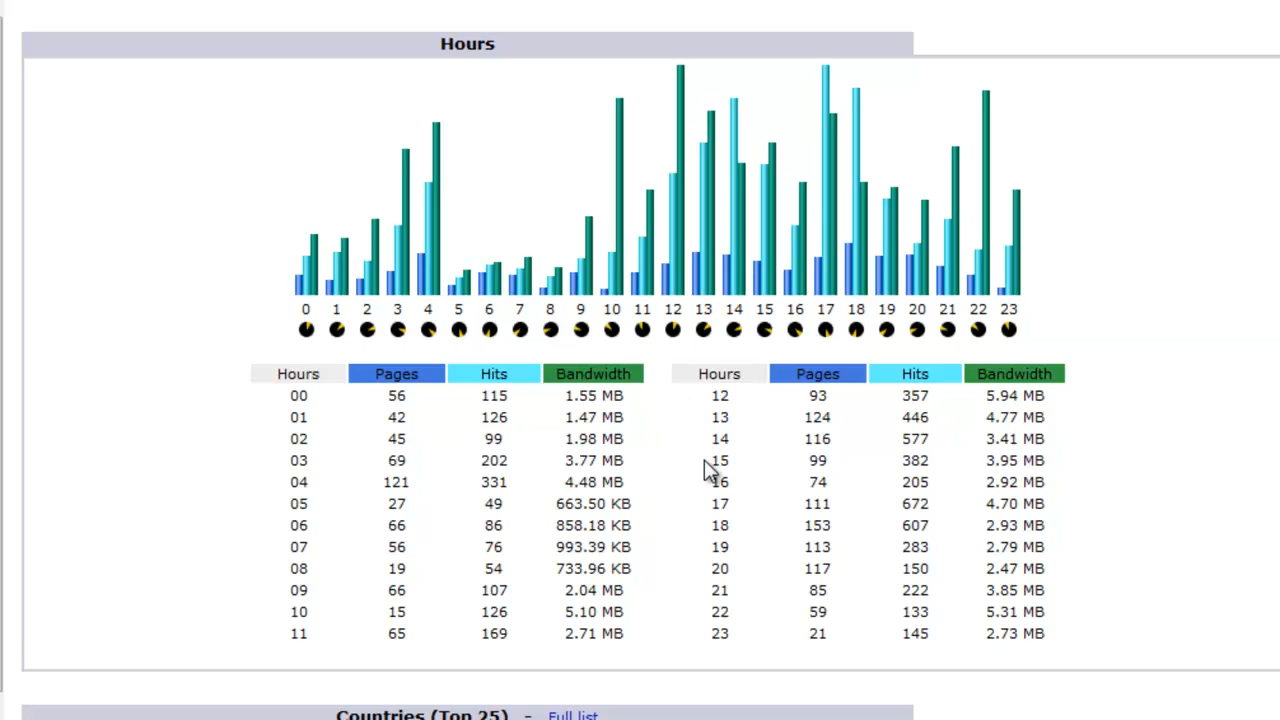 Hours
0 1 2 3 4 5 6 7 8 9 10 11 12 13 14 15 16 17 18 19 20 21 22 23
Hours Pages Hits Bandwidth Hours Pages Hits Bandwidth
00 56 115 1.55 MB 12 93 357 5.94 MB
01 42 126 1.47 MB 13 124 446 4.77 MB
02 45 99 1.98 MB 14 116 577 3.41 MB
03 69 202 3.77 MB 15 99 382 3.95 MB
04 121 331 4.48 MB 16 74 205 2.92 MB
05 27 49 663.50 KB 17 111 672 4.70 MB
06 66 86 858.18 KB 18 153 607 2.93 MB
07 56 76 993.39 KB 19 113 283 2.79 MB
08 19 54 733.96 KB 20 117 150 2.47 MB
09 66 107 2.04 MB 21 85 222 3.85 MB
10 15 126 5.10 MB 22 59 133 5.31 MB
11 65 169 2.71 MB 23 21 145 2.73 MB
Countries (Top 25) - Full list